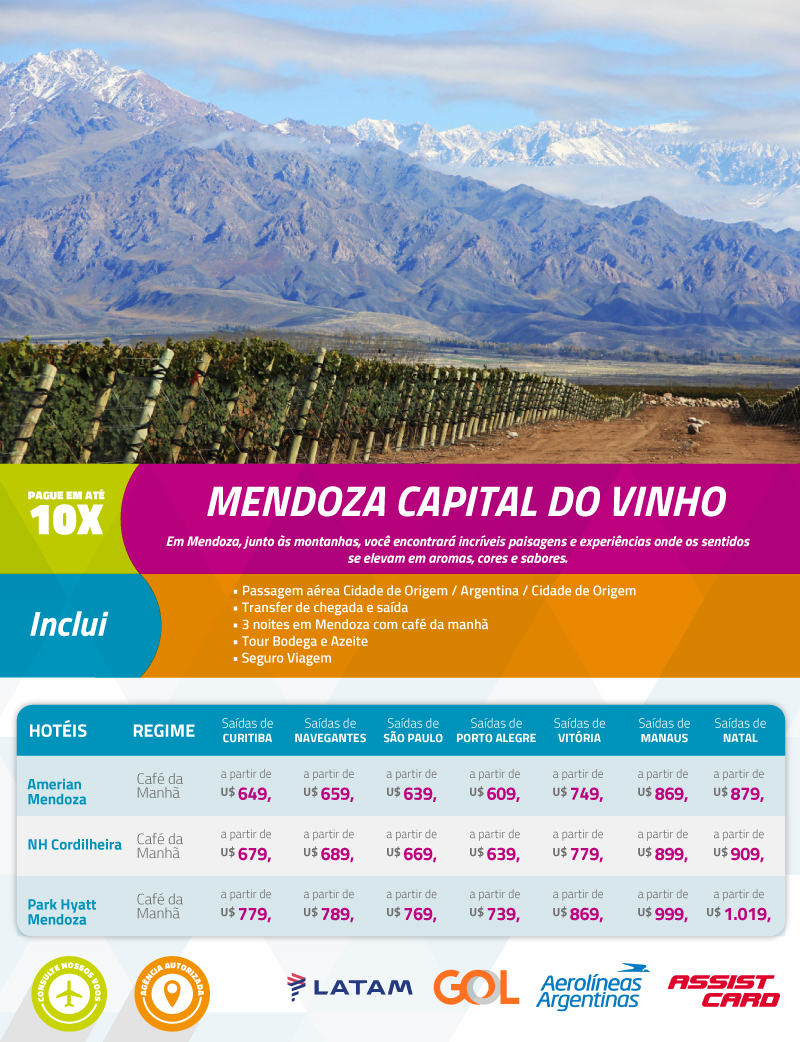 PAGUE EM ATÉ
10X
MENDOZA CAPITAL DO VINHO
Em Mendoza, junto às montanhas, você encontrará incríveis paisagens e experiências onde os sentidos
se elevam em aromas, cores e sabores.
Inclui
▪ Passagem aérea Cidade de Origem / Argentina / Cidade de Origem
▪ Transfer de chegada e saída
▪ 3 noites em Mendoza com café da manhã
▪ Tour Bodega e Azeite
▪ Seguro Viagem
HOTÉIS REGIME Saídas de CURITIBA Saídas de NAVEGANTES Saídas de SÃO PAULO Saídas de PORTO ALEGRE Saídas de VITÓRIA Saídas de MANAUS Saídas de NATAL
Amerian Mendoza Café da Manhã a partir de U$ 649, a partir de U$ 659, a partir de U$ 639, a partir de U$ 609, a partir de U$ 749, a partir de U$ 869, a partir de U$ 879,
NH Cordilheira Café da Manhã a partir de U$ 679, a partir de U$ 689, a partir de U$ 669, a partir de U$ 639, a partir de U$ 779, a partir de U$ 899, a partir de U$ 909,
Park Hyatt Mendoza Café da Manhã a partir de U$ 779, a partir de U$ 789, a partir de U$ 769, a partir de U$ 739, a partir de U$ 869, a partir de U$ 999, a partir de U$ 1.019,
CONSULTE NOSSOS VOOS
AGÊNCIA AUTORIZADA
LATAM
GOL
Aerolíneas
Argentinas
ASSIST
CARD